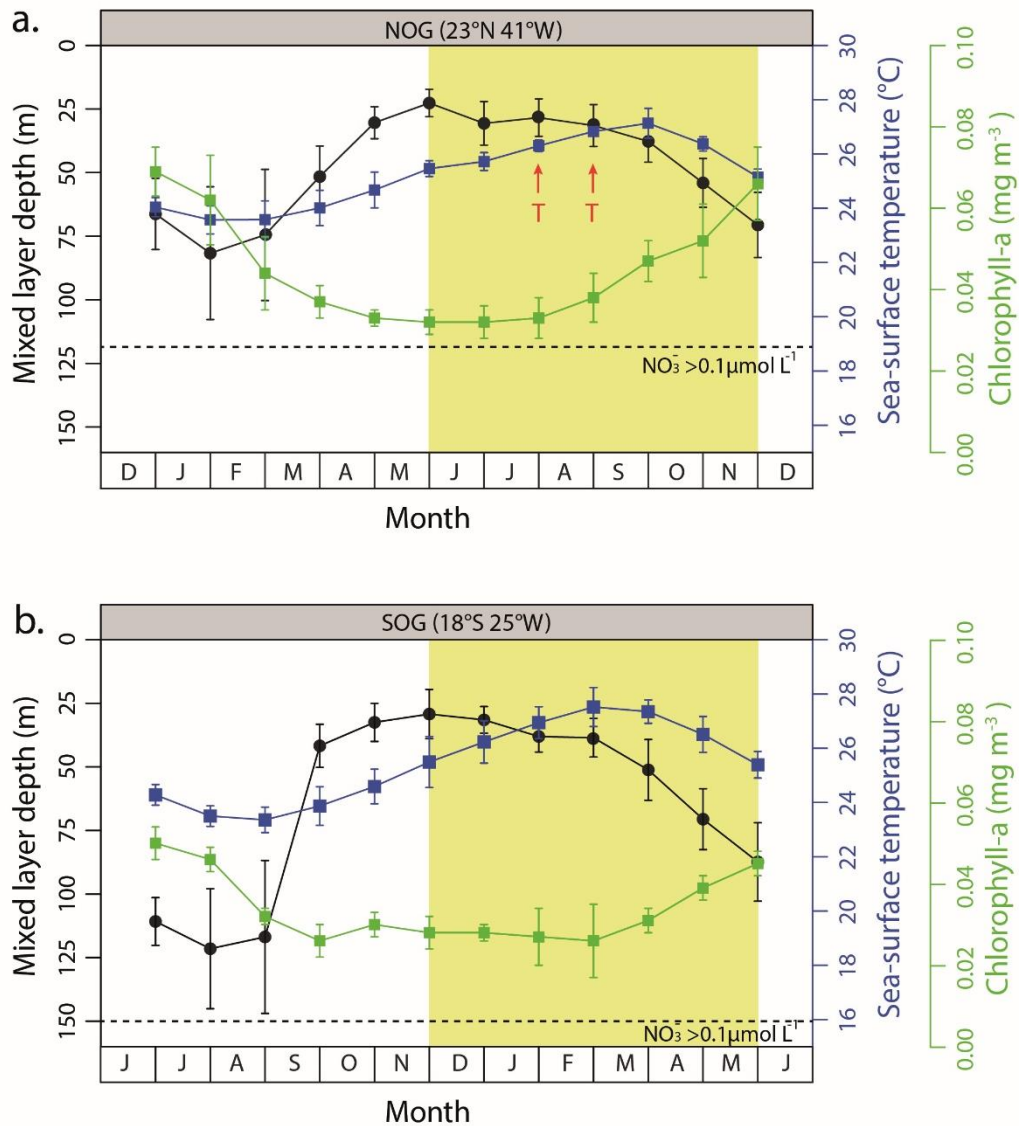 a.
NOG (23°N 41°W)
Mixed layer depth (m)
0
25
50
75
100
125
150
Sea-surface temperature (°C)
30
28
26
24
22
20
18
16
Chlorophyll-a (mg m⁻³)
0.10
0.08
0.06
0.04
0.02
0.00
T T
NO₃⁻ >0.1µmol L⁻¹
D J F M A M J J A S O N D
Month
b.
SOG (18°S 25°W)
Mixed layer depth (m)
0
25
50
75
100
125
150
Sea-surface temperature (°C)
30
28
26
24
22
20
18
16
Chlorophyll-a (mg m⁻³)
0.10
0.08
0.06
0.04
0.02
0.00
NO₃⁻ >0.1µmol L⁻¹
J J A S O N D J F M A M J
Month